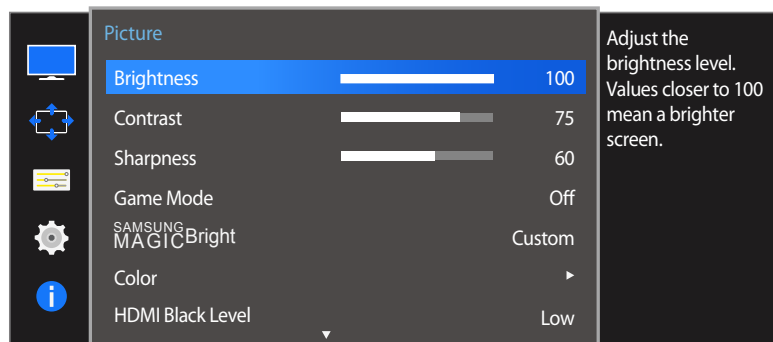 Picture
Brightness 100
Contrast 75
Sharpness 60
Game Mode Off
SAMSUNG
MAGICBright Custom
Color
HDMI Black Level Low
Adjust the
brightness level.
Values closer to 100
mean a brighter
screen.